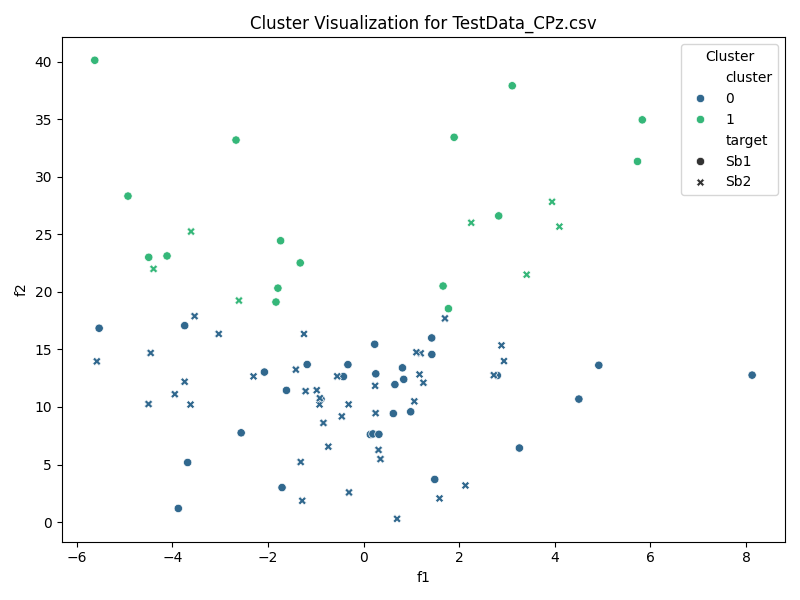 Cluster Visualization for TestData_CPz.csv
Cluster
cluster
0
1
target
Sb1
Sb2
f2
40
35
30
25
20
15
10
5
0
−6
−4
−2
0
2
4
6
8
f1